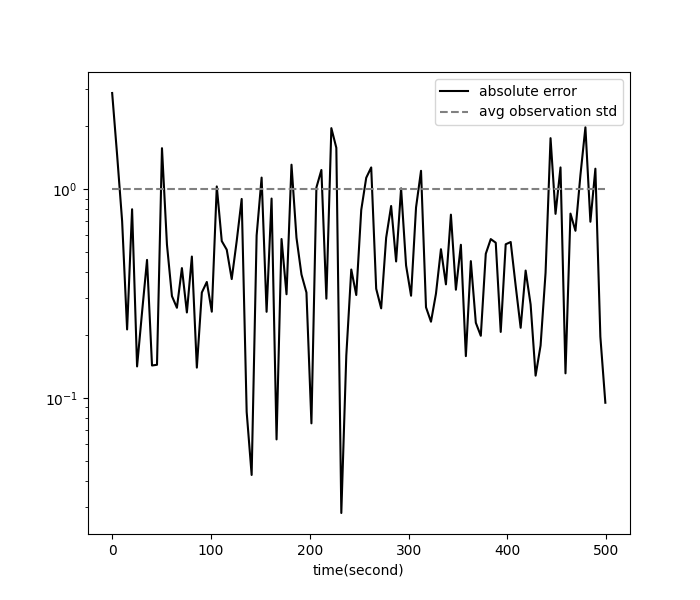 absolute error
avg observation std
10⁰
10⁻¹
0 100 200 300 400 500
time(second)